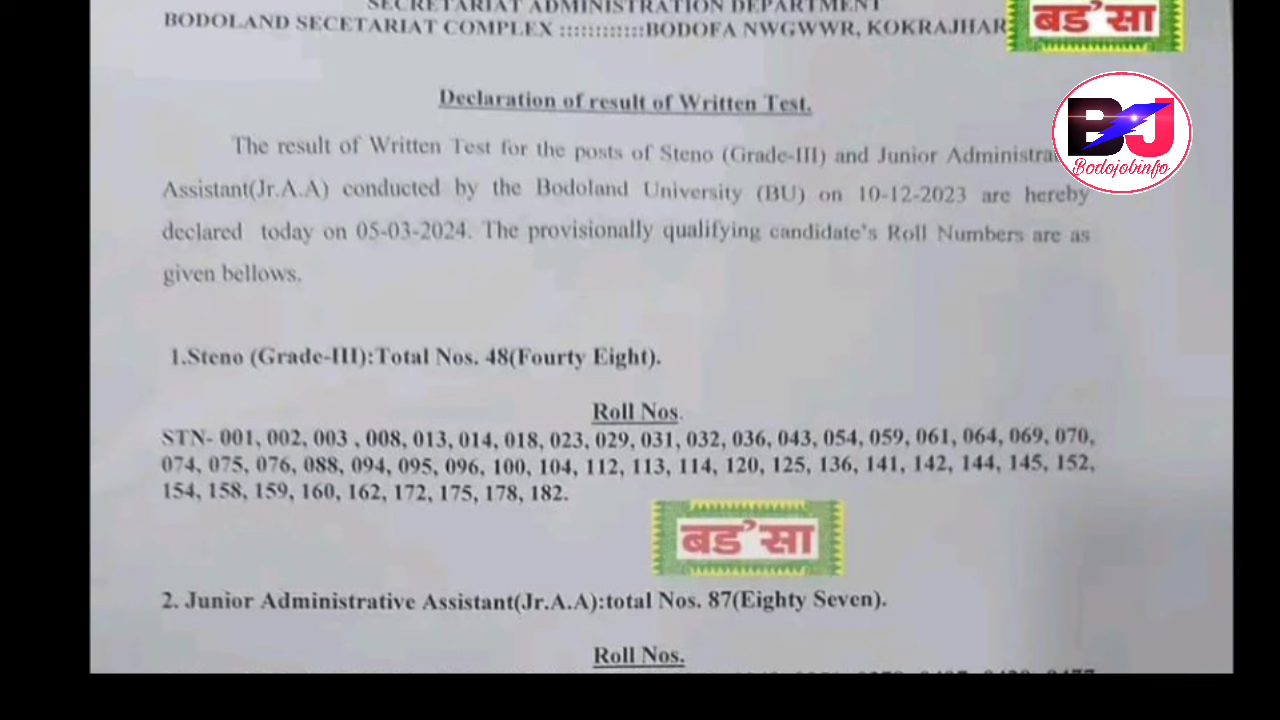 SECRETARIAT ADMINISTRATION DEPARTMENT
BODOLAND SECETARIAT COMPLEX ::::::::::::BODOFA NWGWWR, KOKRAJHAR
बड'सा
BJ
Bodojobinfo
Declaration of result of Written Test.
The result of Written Test for the posts of Steno (Grade-III) and Junior
Assistant(Jr.A.A) conducted by the Bodoland University (BU) on 10-12-2023 are hereby
declared today on 05-03-2024. The provisionally qualifying candidate's Roll Numbers are as
given bellows.
1.Steno (Grade-III):Total Nos. 48(Fourty Eight).
Roll Nos.
STN- 001, 002, 003 , 008, 013, 014, 018, 023, 029, 031, 032, 036, 043, 054, 059, 061, 064, 069, 070,
074, 075, 076, 088, 094, 095, 096, 100, 104, 112, 113, 114, 120, 125, 136, 141, 142, 144, 145, 152,
154, 158, 159, 160, 162, 172, 175, 178, 182.
बड'सा
2. Junior Administrative Assistant(Jr.A.A):total Nos. 87(Eighty Seven).
Roll Nos.